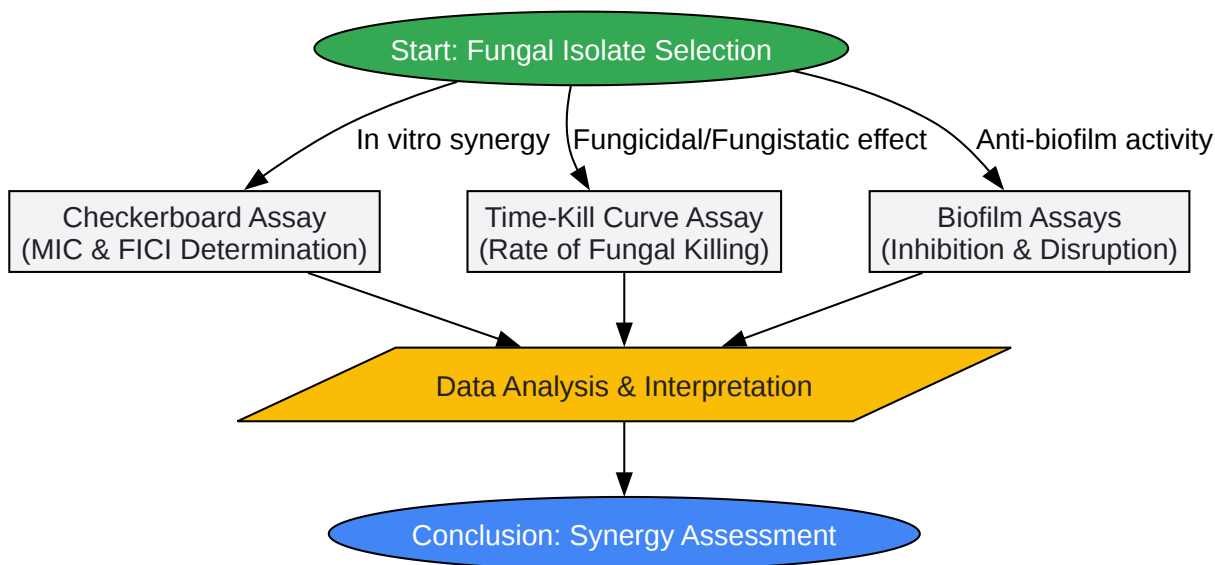 Start: Fungal Isolate Selection
In vitro synergy
Fungicidal/Fungistatic effect
Anti-biofilm activity
Checkerboard Assay
(MIC & FICI Determination)
Time-Kill Curve Assay
(Rate of Fungal Killing)
Biofilm Assays
(Inhibition & Disruption)
Data Analysis & Interpretation
Conclusion: Synergy Assessment